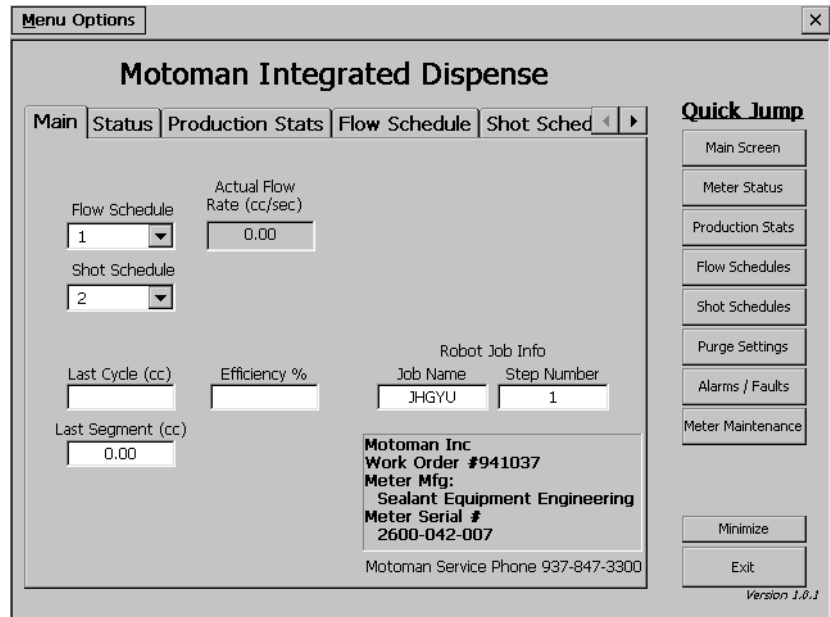 Menu Options
Motoman Integrated Dispense
Main
Status
Production Stats
Flow Schedule
Shot Sched
Actual Flow
Rate (cc/sec)
0.00
Flow Schedule
1
Shot Schedule
2
Last Cycle (cc)
Efficiency %
Last Segment (cc)
0.00
Robot Job Info
Job Name
Step Number
JHGYU
1
Motoman Inc
Work Order #941037
Meter Mfg:
Sealant Equipment Engineering
Meter Serial #
2600-042-007
Motoman Service Phone 937-847-3300
Quick Jump
Main Screen
Meter Status
Production Stats
Flow Schedules
Shot Schedules
Purge Settings
Alarms / Faults
Meter Maintenance
Minimize
Exit
Version 1.0.1